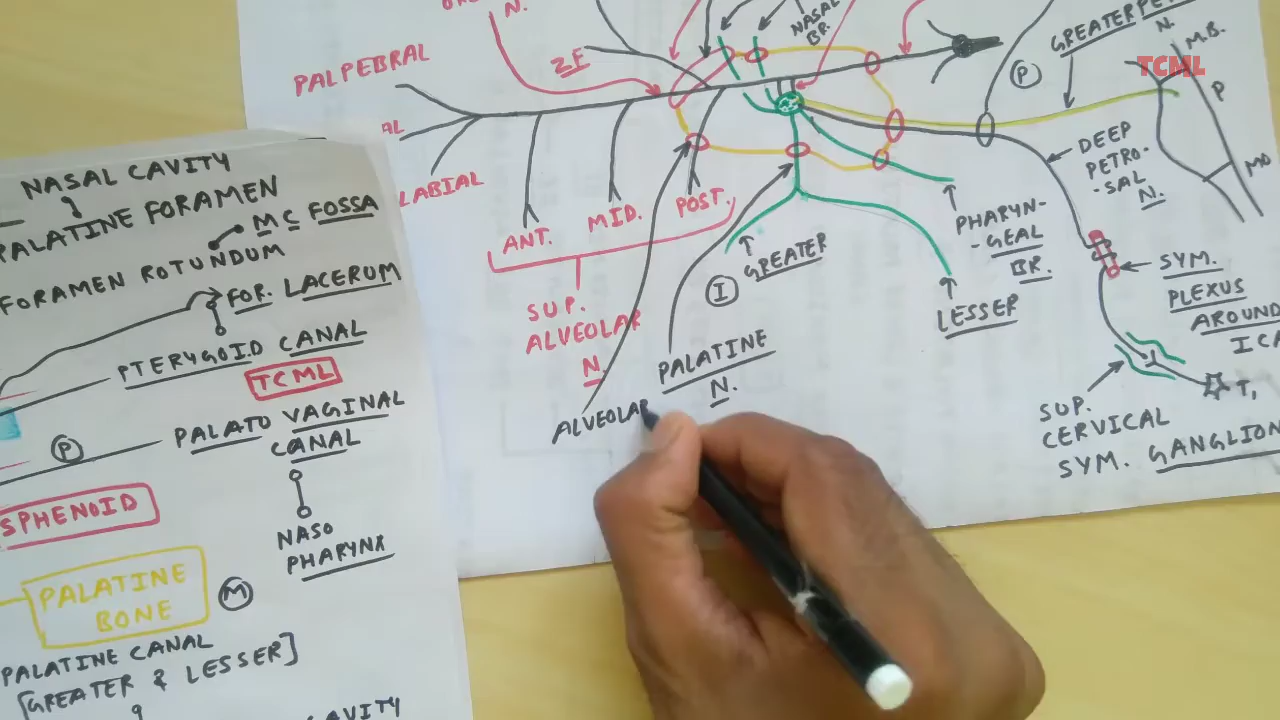 N.
NASAL
BR.
GREATER PET
N.
M.B.
TCML
P
MO
ZF
PALPEBRAL
AL
LABIAL
ANT.
MID.
POST.
SUP.
ALVEOLAR
N.
I
GREATER
LESSER
PALATINE
N.
ALVEOLAR
P
PHARYN-
-GEAL
BR.
DEEP
PETRO-
-SAL
N.
SYM.
PLEXUS
AROUND
ICA
T1
SUP.
CERVICAL
SYM. GANGLION
NASAL CAVITY
PALATINE FORAMEN
MC FOSSA
FORAMEN ROTUNDUM
FOR. LACERUM
PTERYGOID CANAL
TCML
PALATO VAGINAL
CANAL
P
NASO
PHARYNX
SPHENOID
PALATINE
BONE
M
PALATINE CANAL
[GREATER & LESSER]
CAVITY